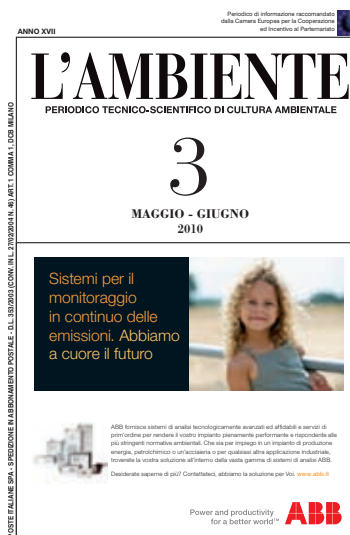 Periodico di informazione raccomandato
dalla Camera Europea per la Cooperazione
ed Incentivo al Partenariato
ANNO XVII
L'AMBIENTE
PERIODICO TECNICO-SCIENTIFICO DI CULTURA AMBIENTALE
3
MAGGIO - GIUGNO
2010
POSTE ITALIANE SPA - SPEDIZIONE IN ABBONAMENTO POSTALE - D.L. 353/2003 (CONV. IN L. 27/02/2004 N. 46) ART. 1 COMMA 1, DCB MILANO
Sistemi per il
monitoraggio
in continuo delle
emissioni. Abbiamo
a cuore il futuro
ABB fornisce sistemi di analisi tecnologicamente avanzati ed affidabili e servizi di
prim'ordine per rendere il vostro impianto pienamente performante e rispondente alle
più stringenti normative ambientali. Che sia per impiego in un impianto di produzione
energia, petrolchimico o un'acciaieria o per qualsiasi altra applicazione industriale,
troverete la vostra soluzione all'interno della vasta gamma di sistemi di analisi ABB.
Desiderate saperne di più? Contattateci, abbiamo la soluzione per Voi. www.abb.it
Power and productivity
for a better world™
ABB